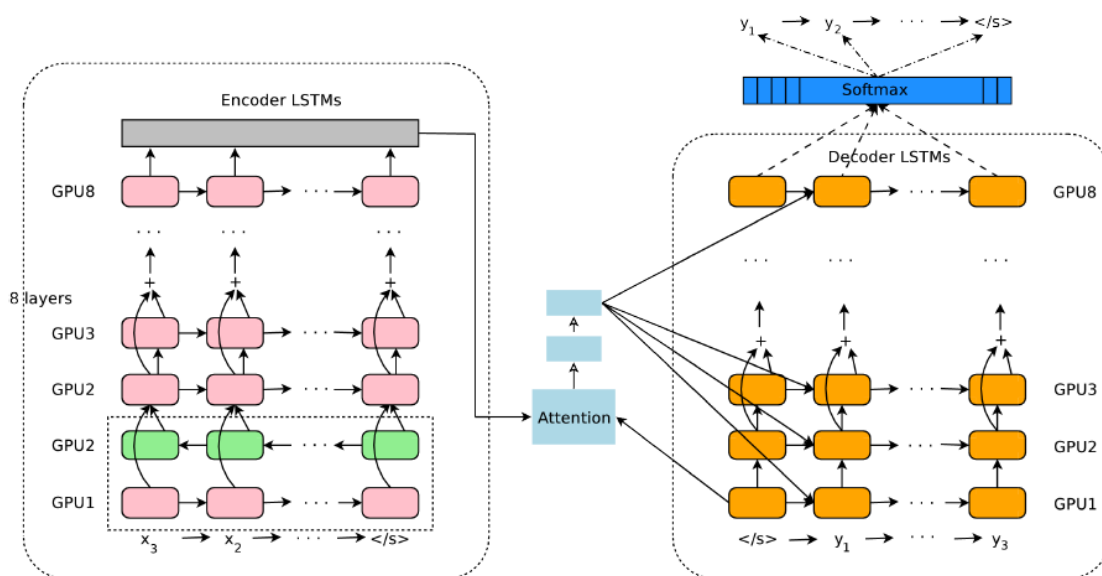 y1 y2 · · · </s>
Softmax
Encoder LSTMs
Decoder LSTMs
GPU8
GPU8
· · ·
· · ·
8 layers
+ + +
GPU3
+ + +
GPU2
GPU3
Attention
GPU2
GPU2
GPU1
GPU1
x3 x2 · · · </s>
</s> y1 · · · y3